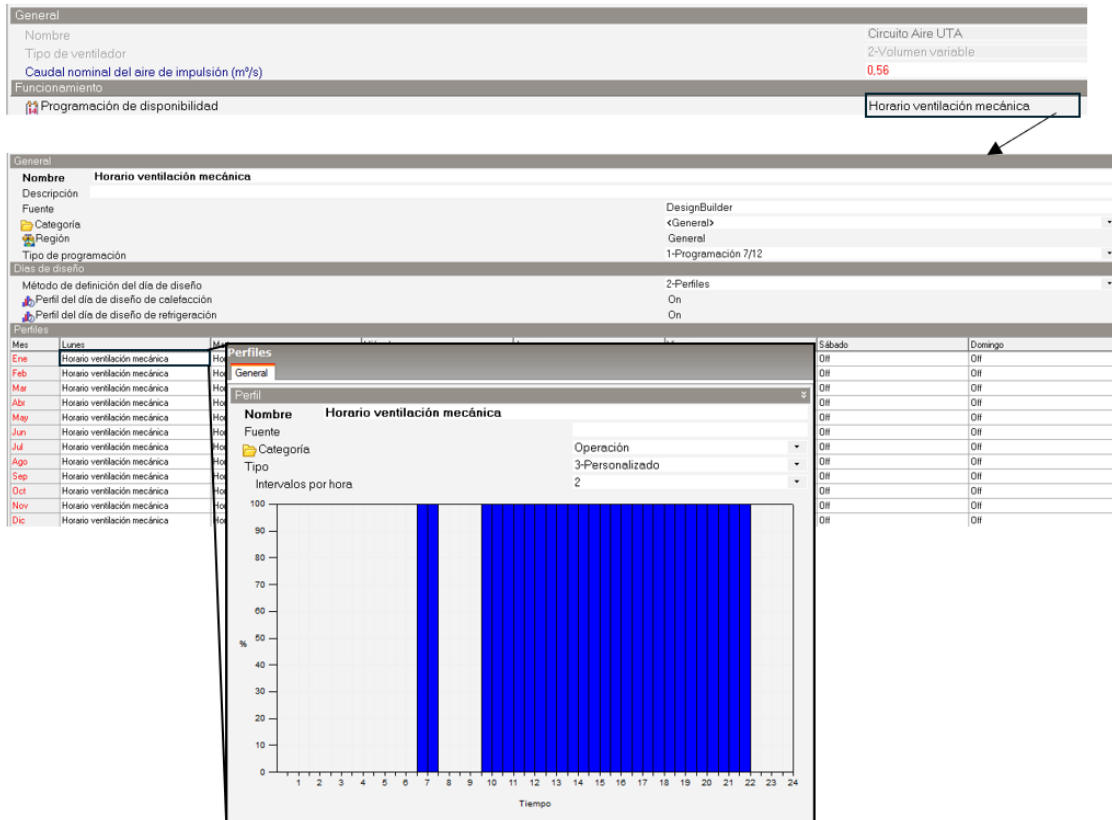 General
Nombre Circuito Aire UTA
Tipo de ventilador 2-Volumen variable
Caudal nominal del aire de impulsión (m³/s) 0,56
Funcionamiento
Programación de disponibilidad Horario ventilación mecánica
General
Nombre Horario ventilación mecánica
Descripción
Fuente DesignBuilder
Categoría <General>
Región General
Tipo de programación 1-Programación 7/12
Días de diseño
Método de definición del día de diseño 2-Perfiles
Perfil del día de diseño de calefacción On
Perfil del día de diseño de refrigeración On
Perfiles
Mes Lunes Sábado Domingo
Ene Horario ventilación mecánica Off Off
Feb Horario ventilación mecánica Off Off
Mar Horario ventilación mecánica Off Off
Abr Horario ventilación mecánica Off Off
May Horario ventilación mecánica Off Off
Jun Horario ventilación mecánica Off Off
Jul Horario ventilación mecánica Off Off
Ago Horario ventilación mecánica Off Off
Sep Horario ventilación mecánica Off Off
Oct Horario ventilación mecánica Off Off
Nov Horario ventilación mecánica Off Off
Dic Horario ventilación mecánica Off Off
Perfiles
General
Perfil
Nombre Horario ventilación mecánica
Fuente
Categoría Operación
Tipo 3-Personalizado
Intervalos por hora 2
100
90
80
70
60
% 50
40
30
20
10
0
1 2 3 4 5 6 7 8 9 10 11 12 13 14 15 16 17 18 19 20 21 22 23 24
Tiempo